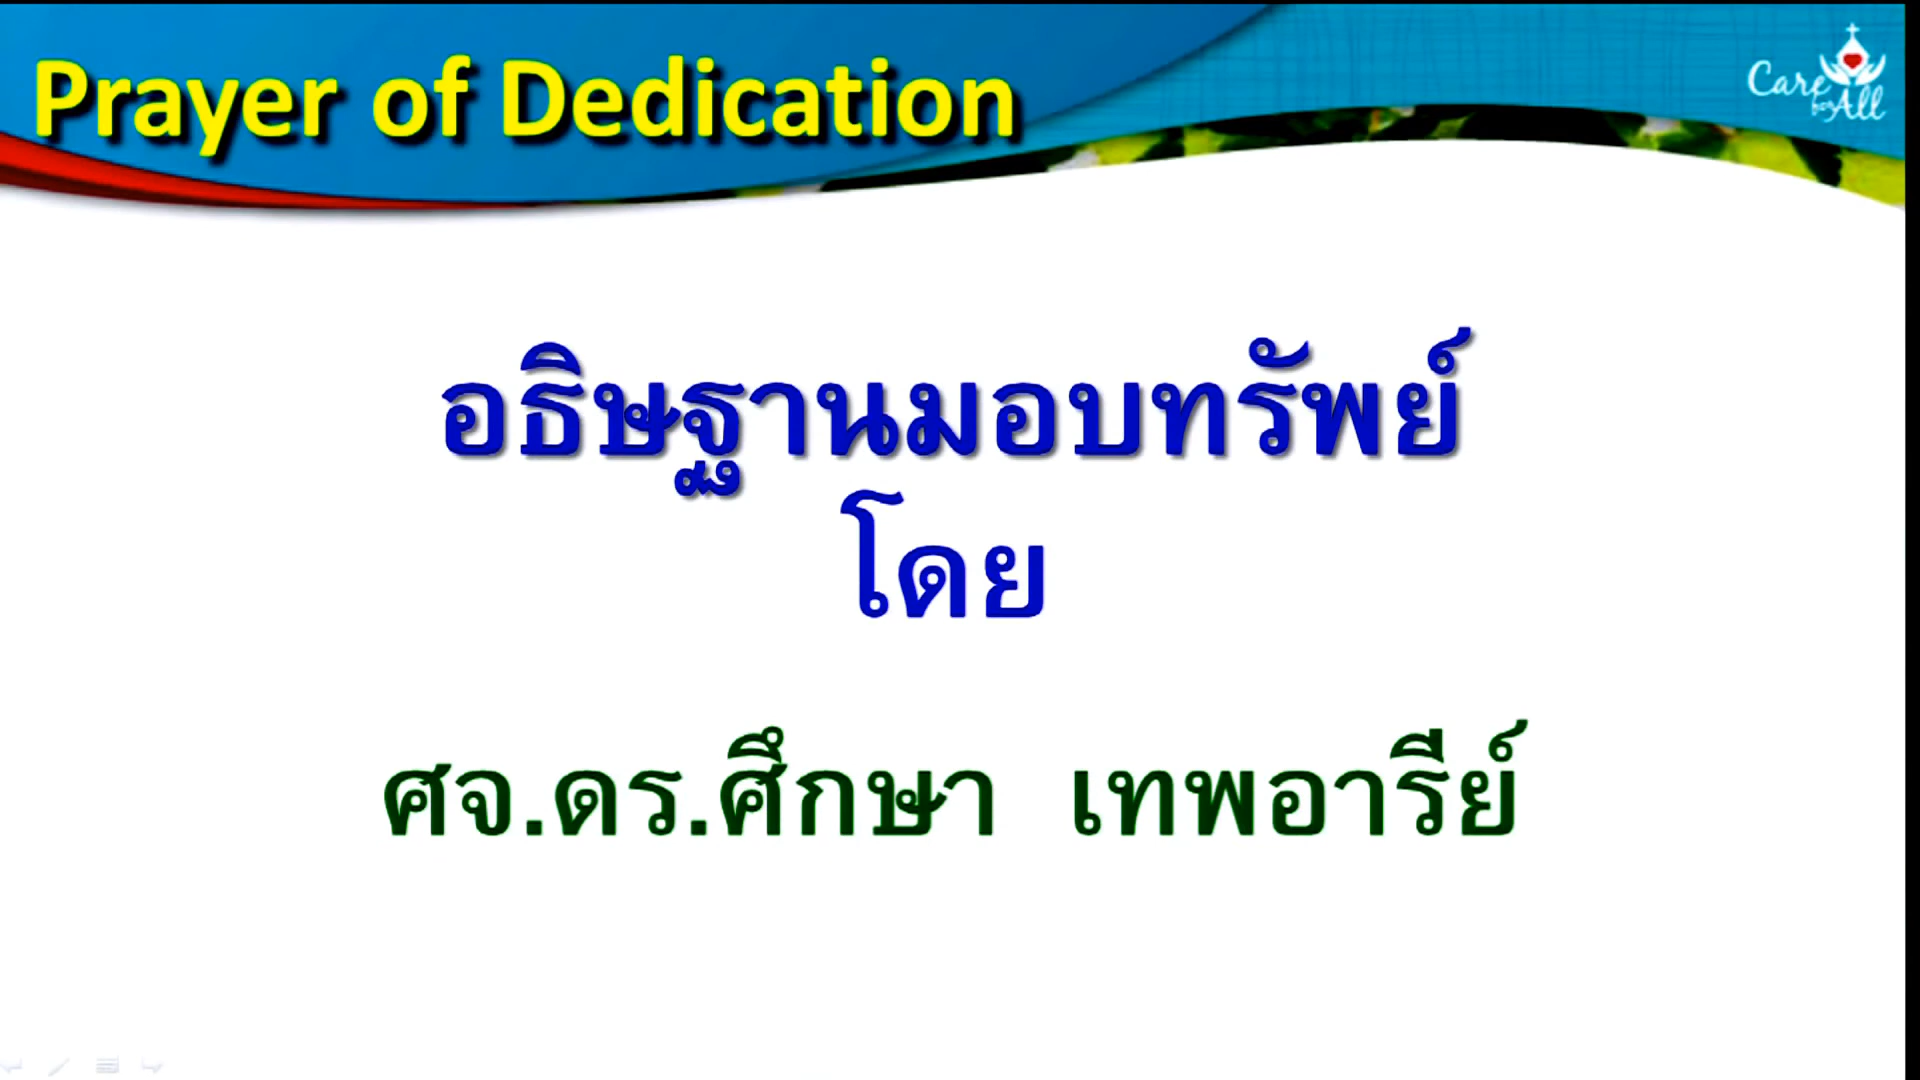 Prayer of Dedication
Care
for All
อธิษฐานมอบทรัพย์
โดย
ศจ.ดร.ศึกษา เทพอารีย์